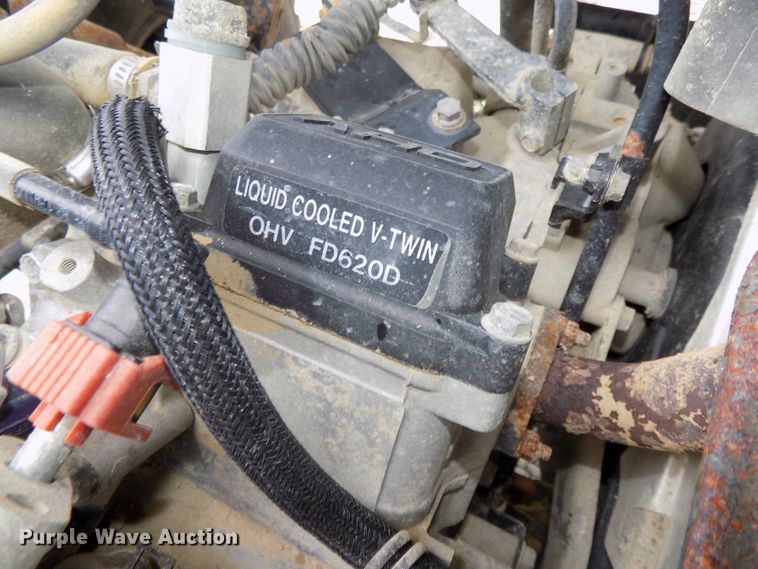 LIQUID COOLED V-TWIN
OHV FD620D
Purple Wave Auction